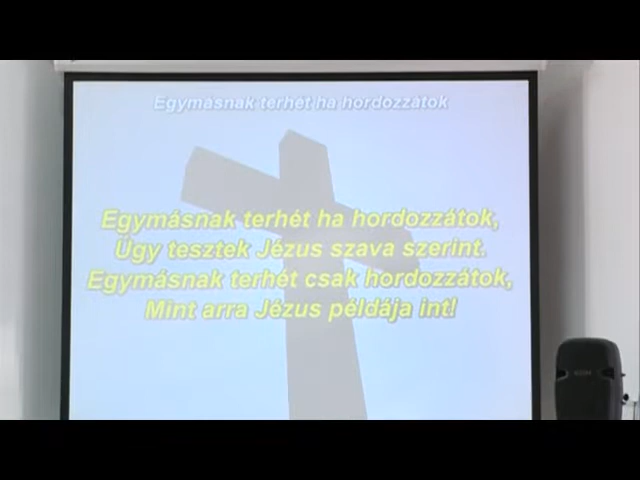 Egymásnak terhét ha hordozzátok
Egymásnak terhét ha hordozzátok,
Úgy tesztek Jézus szava szerint.
Egymásnak terhét csak hordozzátok,
Mint arra Jézus példája int!